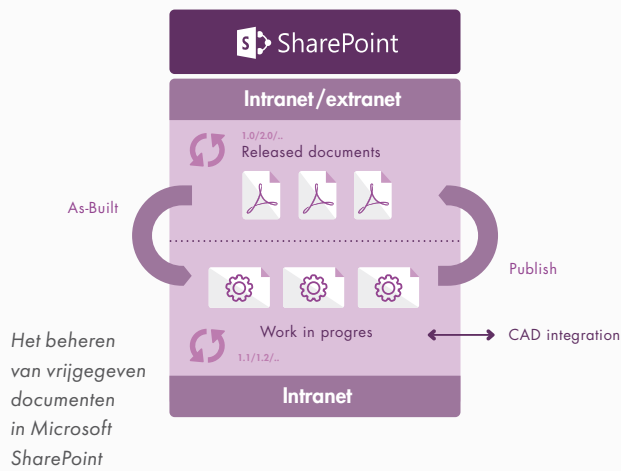 SharePoint
Intranet/extranet
1.0/2.0/..
Released documents
As-Built
Publish
Work in progres
CAD integration
1.1/1.2/..
Intranet
Het beheren
van vrijgegeven
documenten
in Microsoft
SharePoint